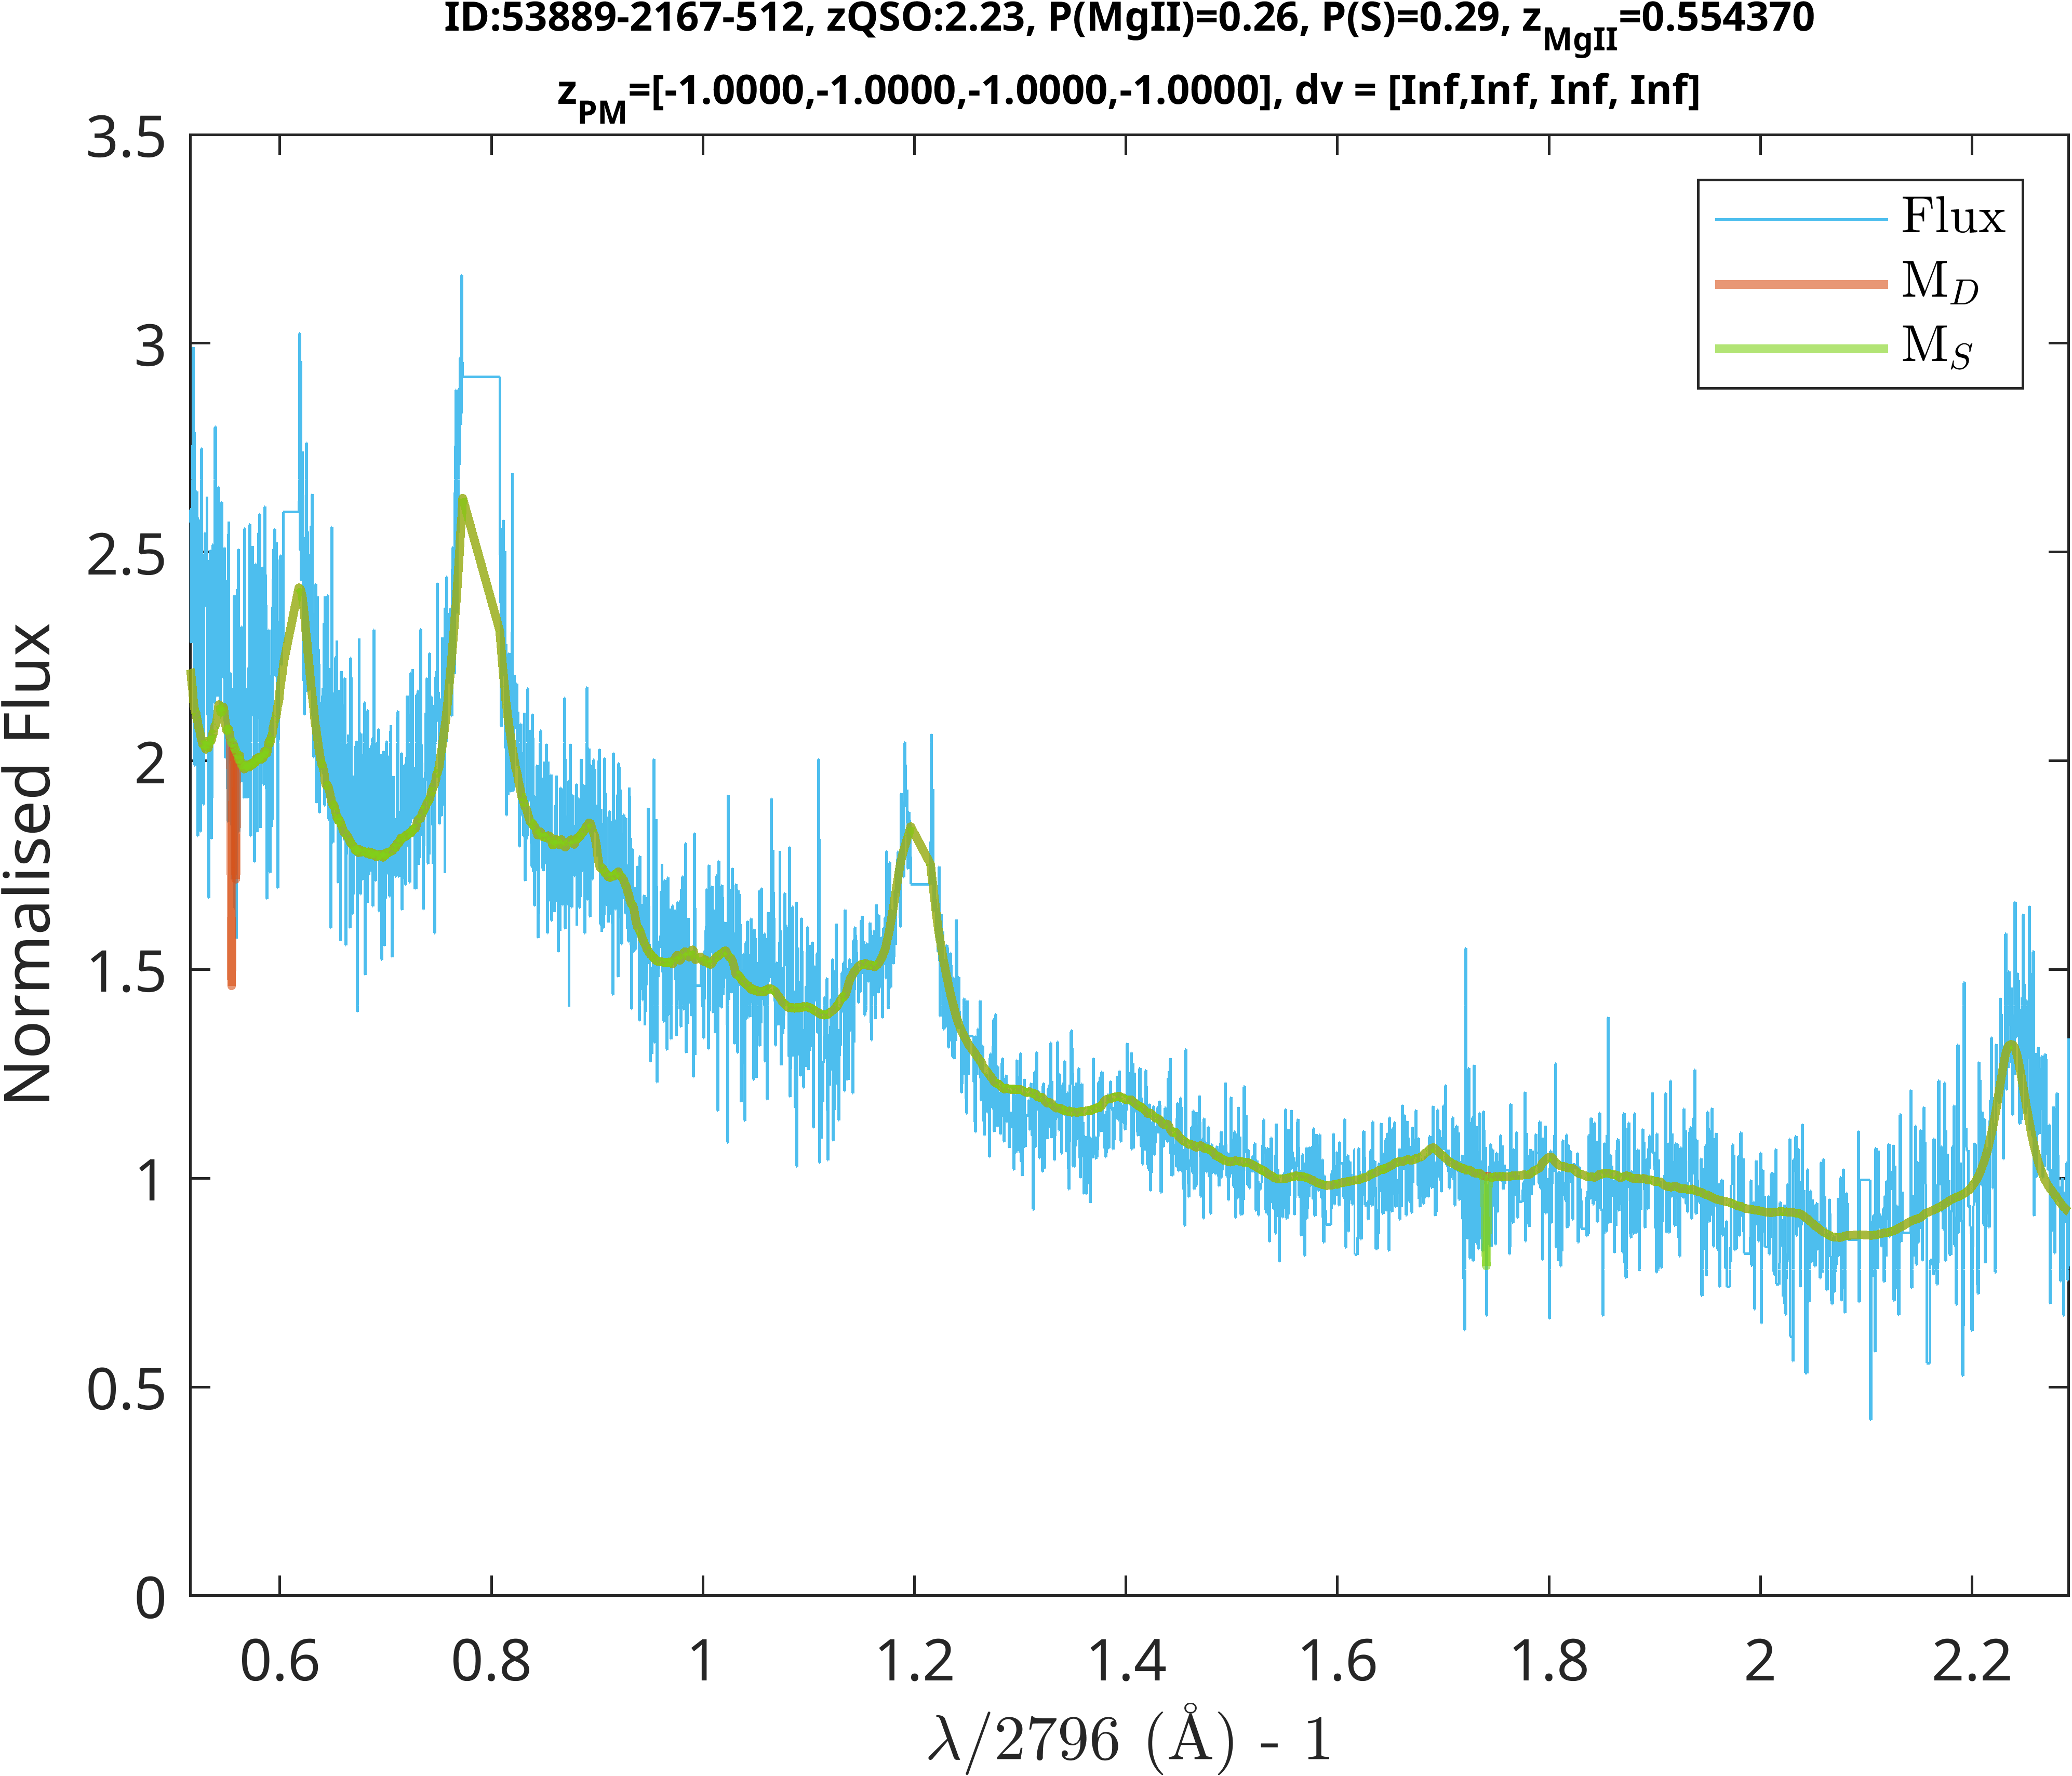 ID:53889-2167-512, zQSO:2.23, P(MgII)=0.26, P(S)=0.29, zMgII=0.554370
zPM=[-1.0000,-1.0000,-1.0000,-1.0000], dv = [Inf,Inf, Inf, Inf]
3.5
3
2.5
2
1.5
1
0.5
0
Normalised Flux
Flux
MD
MS
0.6 0.8 1 1.2 1.4 1.6 1.8 2 2.2
λ/2796 (Å) - 1